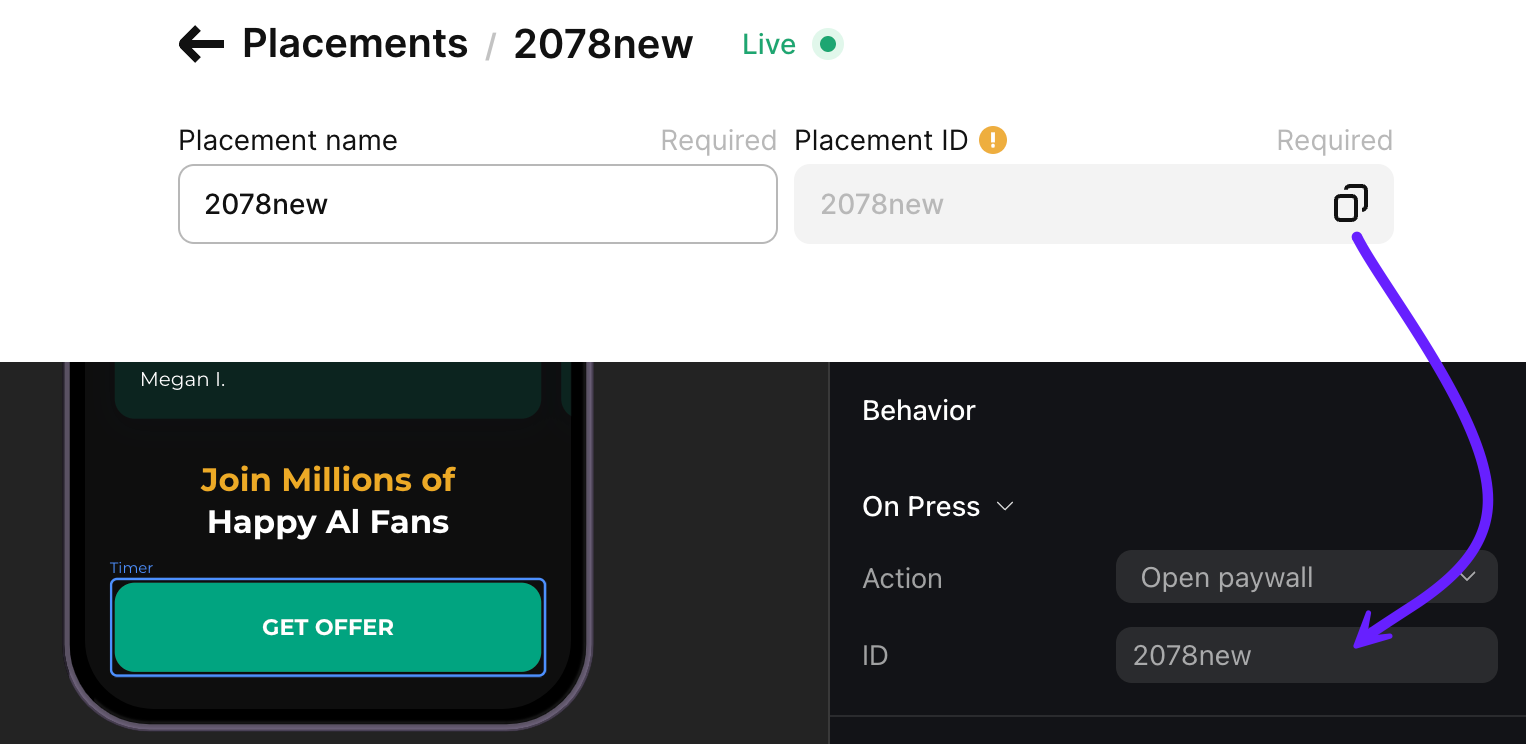 Placements / 2078new Live
Placement name Required Placement ID Required
2078new 2078new
Megan I.
Join Millions of
Happy Al Fans
Timer
GET OFFER
Behavior
On Press
Action Open paywall
ID 2078new